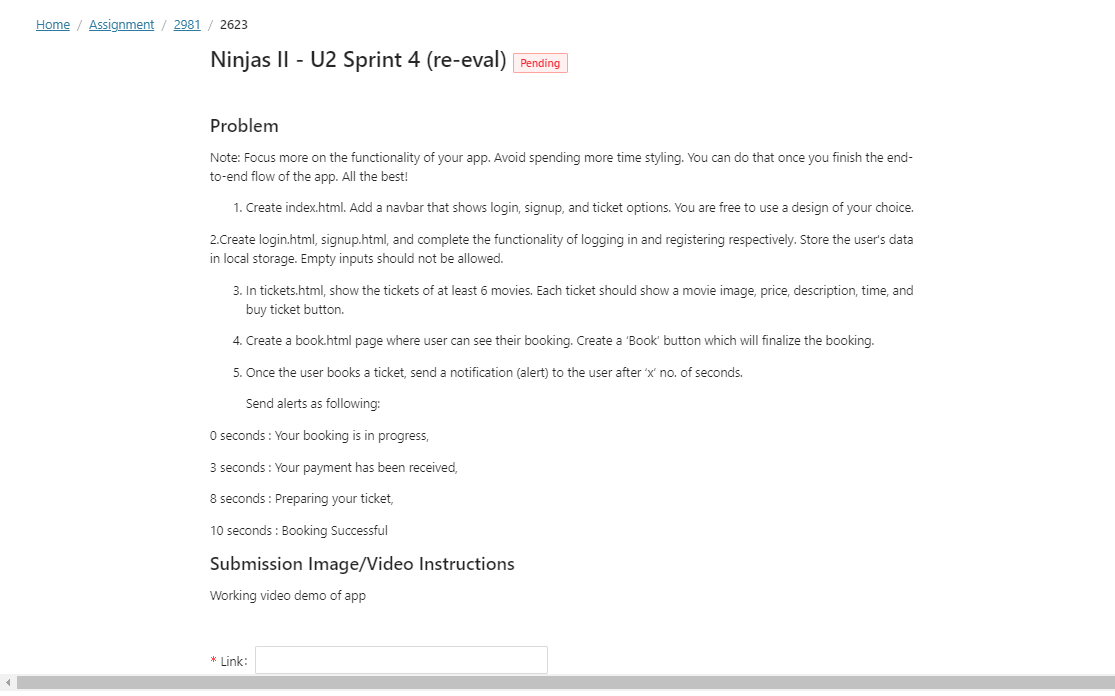 Home / Assignment / 2981 / 2623
Ninjas II - U2 Sprint 4 (re-eval) Pending
Problem
Note: Focus more on the functionality of your app. Avoid spending more time styling. You can do that once you finish the end-
to-end flow of the app. All the best!
1. Create index.html. Add a navbar that shows login, signup, and ticket options. You are free to use a design of your choice.
2.Create login.html, signup.html, and complete the functionality of logging in and registering respectively. Store the user's data
in local storage. Empty inputs should not be allowed.
3. In tickets.html, show the tickets of at least 6 movies. Each ticket should show a movie image, price, description, time, and
buy ticket button.
4. Create a book.html page where user can see their booking. Create a ‘Book’ button which will finalize the booking.
5. Once the user books a ticket, send a notification (alert) to the user after ‘x’ no. of seconds.
Send alerts as following:
0 seconds : Your booking is in progress,
3 seconds : Your payment has been received,
8 seconds : Preparing your ticket,
10 seconds : Booking Successful
Submission Image/Video Instructions
Working video demo of app
* Link: